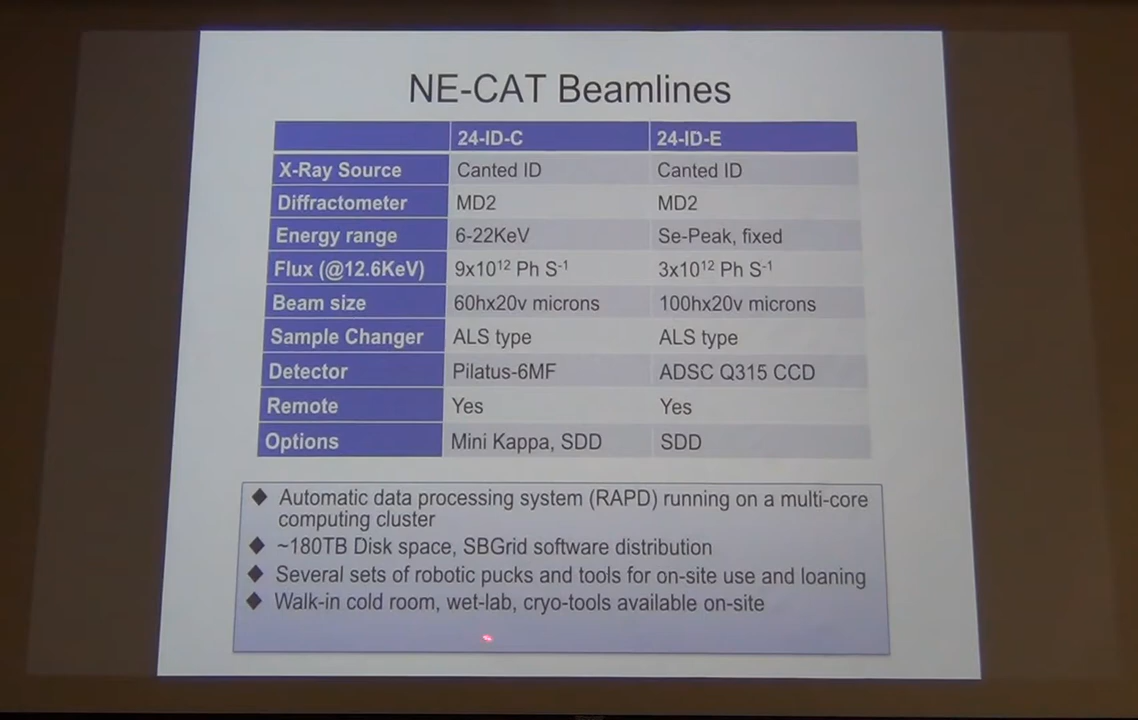 NE-CAT Beamlines
24-ID-C 24-ID-E
X-Ray Source Canted ID Canted ID
Diffractometer MD2 MD2
Energy range 6-22KeV Se-Peak, fixed
Flux (@12.6KeV) 9x10¹² Ph S⁻¹ 3x10¹² Ph S⁻¹
Beam size 60hx20v microns 100hx20v microns
Sample Changer ALS type ALS type
Detector Pilatus-6MF ADSC Q315 CCD
Remote Yes Yes
Options Mini Kappa, SDD SDD
◆ Automatic data processing system (RAPD) running on a multi-core
computing cluster
◆ ~180TB Disk space, SBGrid software distribution
◆ Several sets of robotic pucks and tools for on-site use and loaning
◆ Walk-in cold room, wet-lab, cryo-tools available on-site